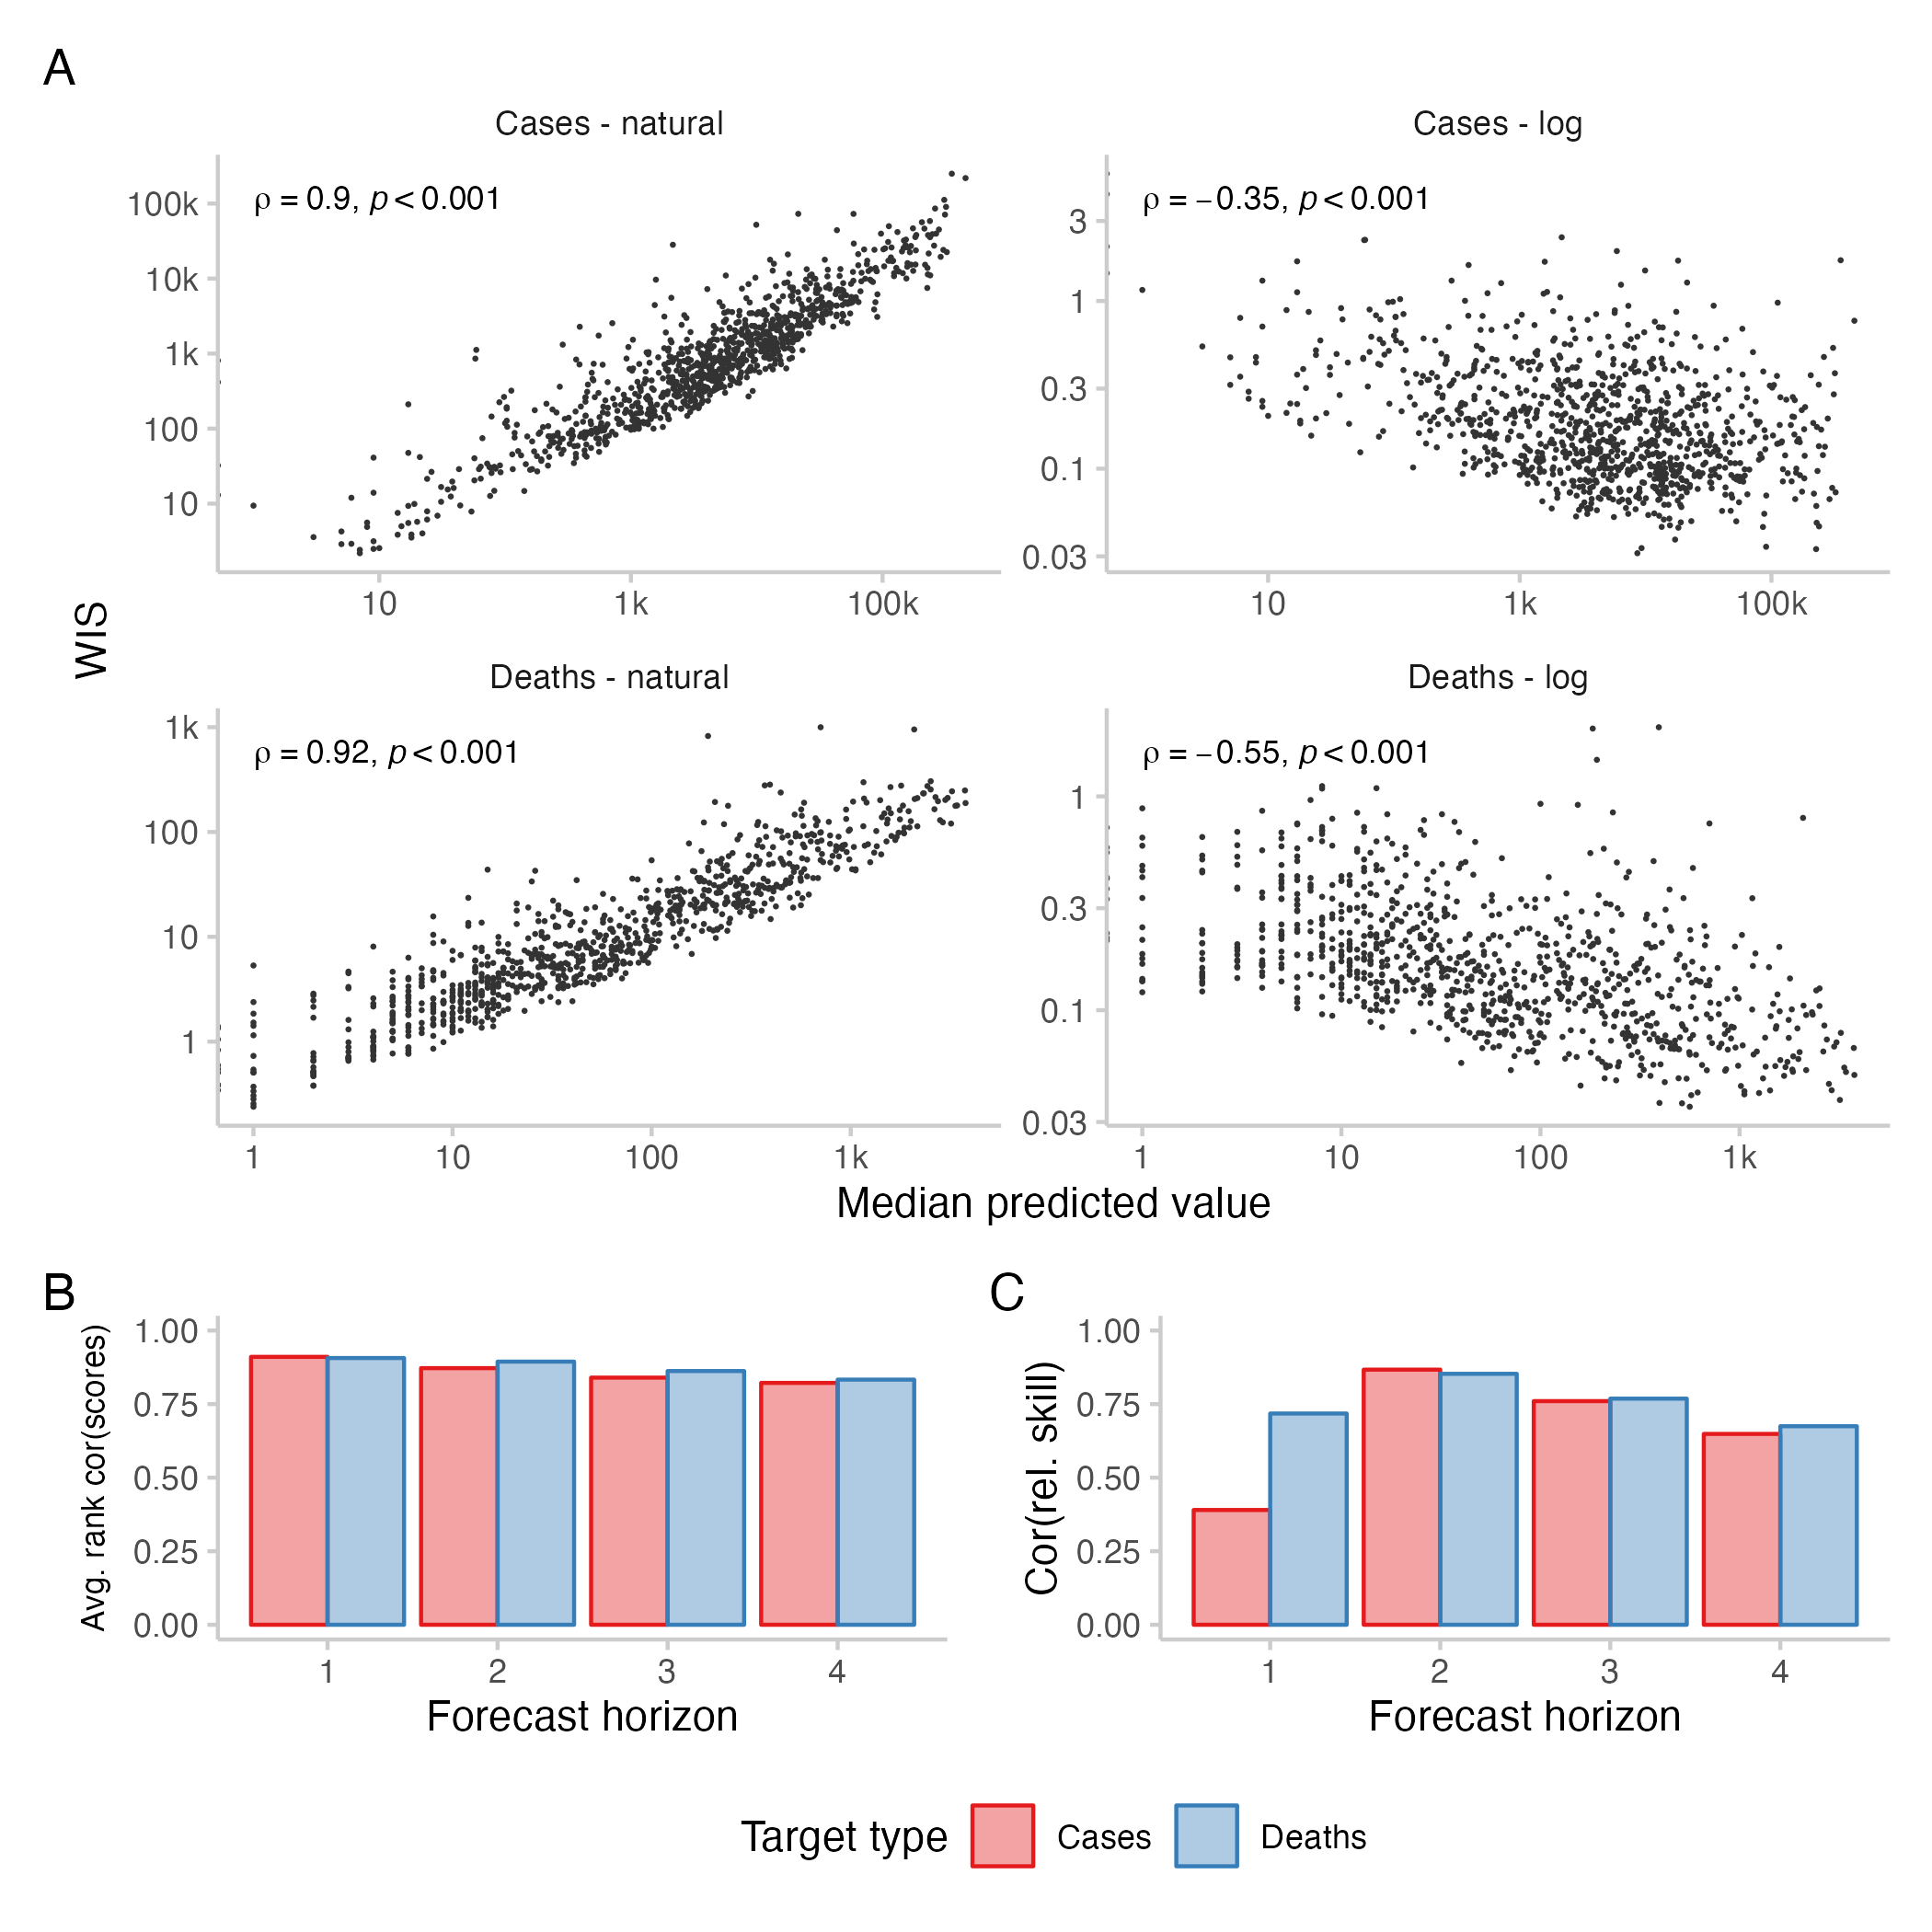 A
Cases - natural
Cases - log
ρ = 0.9, p < 0.001
ρ = −0.35, p < 0.001
100k
10k
1k
100
10
3
1
0.3
0.1
0.03
10 1k 100k
10 1k 100k
WIS
Deaths - natural
Deaths - log
ρ = 0.92, p < 0.001
ρ = −0.55, p < 0.001
1k
100
10
1
1
0.3
0.1
0.03
1 10 100 1k
1 10 100 1k
Median predicted value
B
Avg. rank cor(scores)
1.00
0.75
0.50
0.25
0.00
1 2 3 4
Forecast horizon
C
Cor(rel. skill)
1.00
0.75
0.50
0.25
0.00
1 2 3 4
Forecast horizon
Target type Cases Deaths